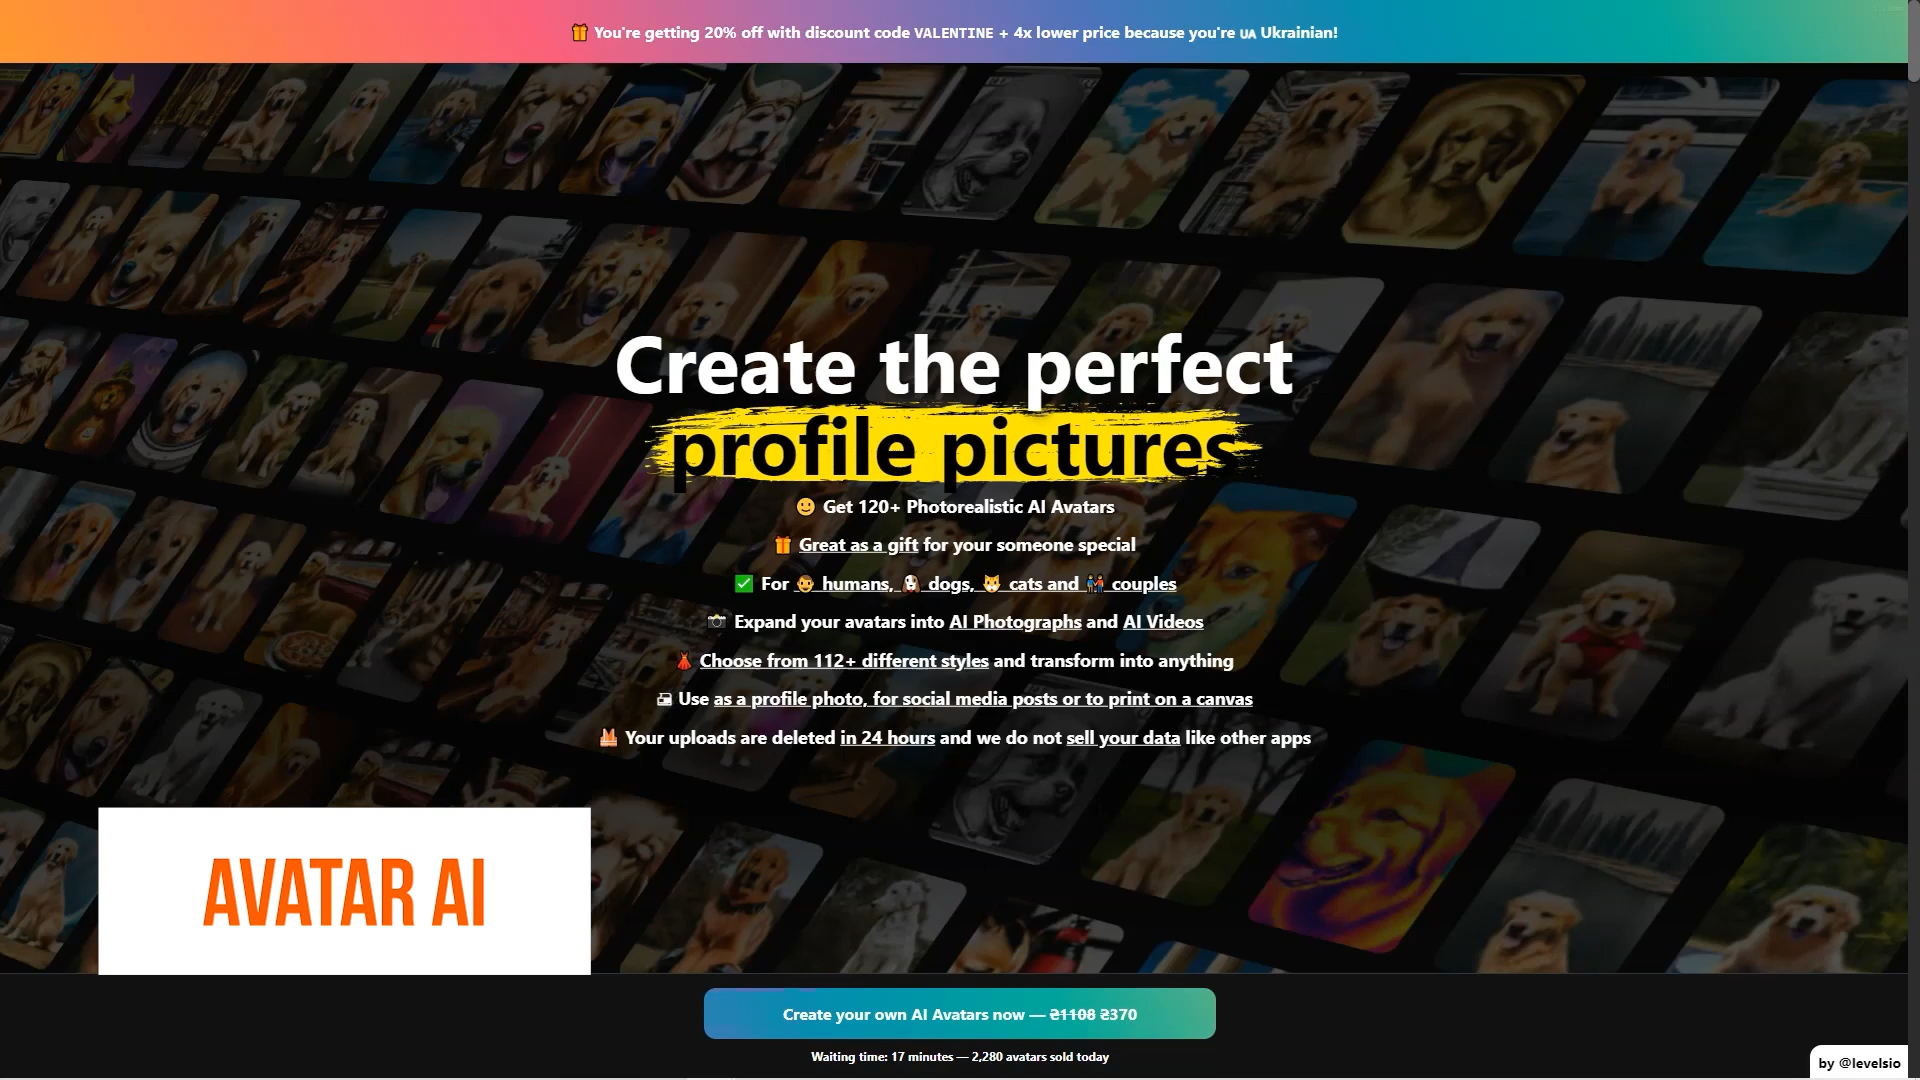 You're getting 20% off with discount code VALENTINE + 4x lower price because you're UA Ukrainian!
Create the perfect
profile pictures
Get 120+ Photorealistic AI Avatars
Great as a gift for your someone special
For humans, dogs, cats and couples
Expand your avatars into AI Photographs and AI Videos
Choose from 112+ different styles and transform into anything
Use as a profile photo, for social media posts or to print on a canvas
Your uploads are deleted in 24 hours and we do not sell your data like other apps
AVATAR AI
Create your own AI Avatars now — ₴1108 ₴370
Waiting time: 17 minutes — 2,280 avatars sold today
by @levelsio